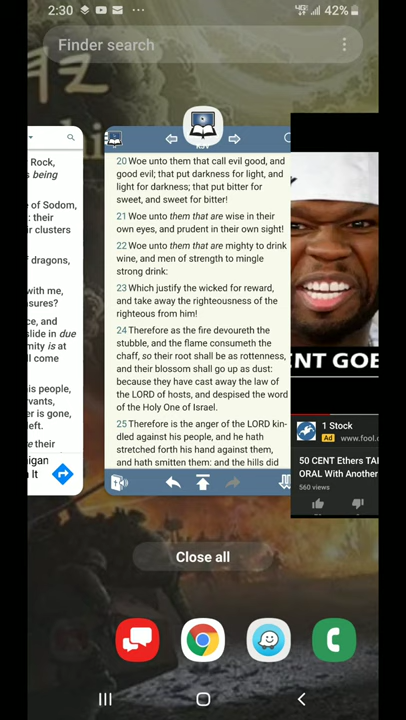 2:30
42%
Finder search
Rock,
being
e of Sodom,
: their
ir clusters
f dragons,
with me,
sures?
ce, and
slide in due
mity is at
ll come
his people,
rvants,
er is gone,
left.
e their
higan
n It
KJV
20 Woe unto them that call evil good, and
good evil; that put darkness for light, and
light for darkness; that put bitter for
sweet, and sweet for bitter!
21 Woe unto them that are wise in their
own eyes, and prudent in their own sight!
22 Woe unto them that are mighty to drink
wine, and men of strength to mingle
strong drink:
23 Which justify the wicked for reward,
and take away the righteousness of the
righteous from him!
24 Therefore as the fire devoureth the
stubble, and the flame consumeth the
chaff, so their root shall be as rottenness,
and their blossom shall go up as dust:
because they have cast away the law of
the LORD of hosts, and despised the word
of the Holy One of Israel.
25 Therefore is the anger of the LORD kin-
dled against his people, and he hath
stretched forth his hand against them,
and hath smitten them: and the hills did
NT GOE
1 Stock
Ad www.fool.c
50 CENT Ethers TAI
ORAL With Another
560 views
Close all